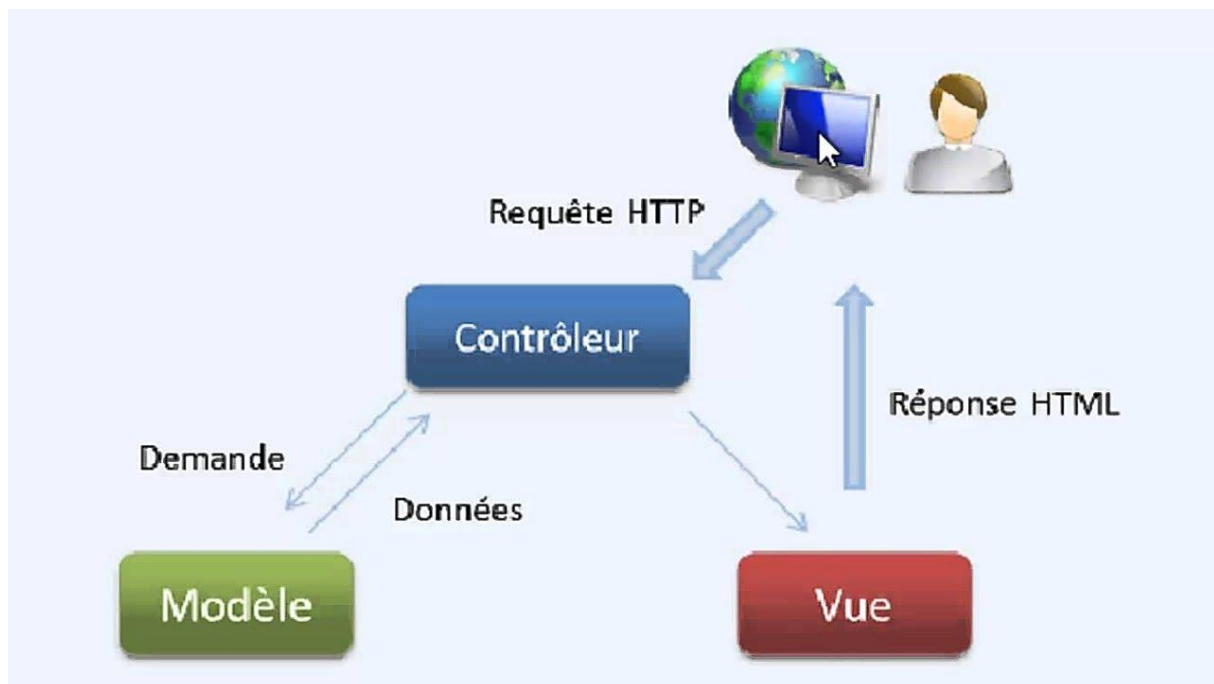 Requête HTTP
Contrôleur
Réponse HTML
Demande
Données
Modèle
Vue